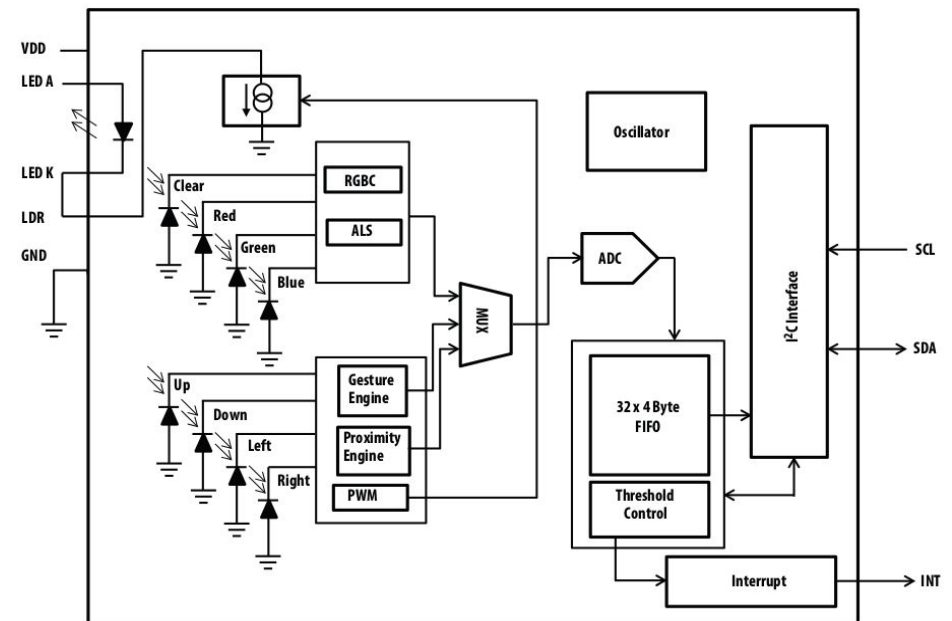 VDD
LED A
LED K
LDR
GND
Clear
Red
Green
Blue
RGBC
ALS
Up
Down
Left
Right
Gesture
Engine
Proximity
Engine
PWM
MUX
Oscillator
ADC
32 x 4 Byte
FIFO
Threshold
Control
I²C Interface
Interrupt
SCL
SDA
INT